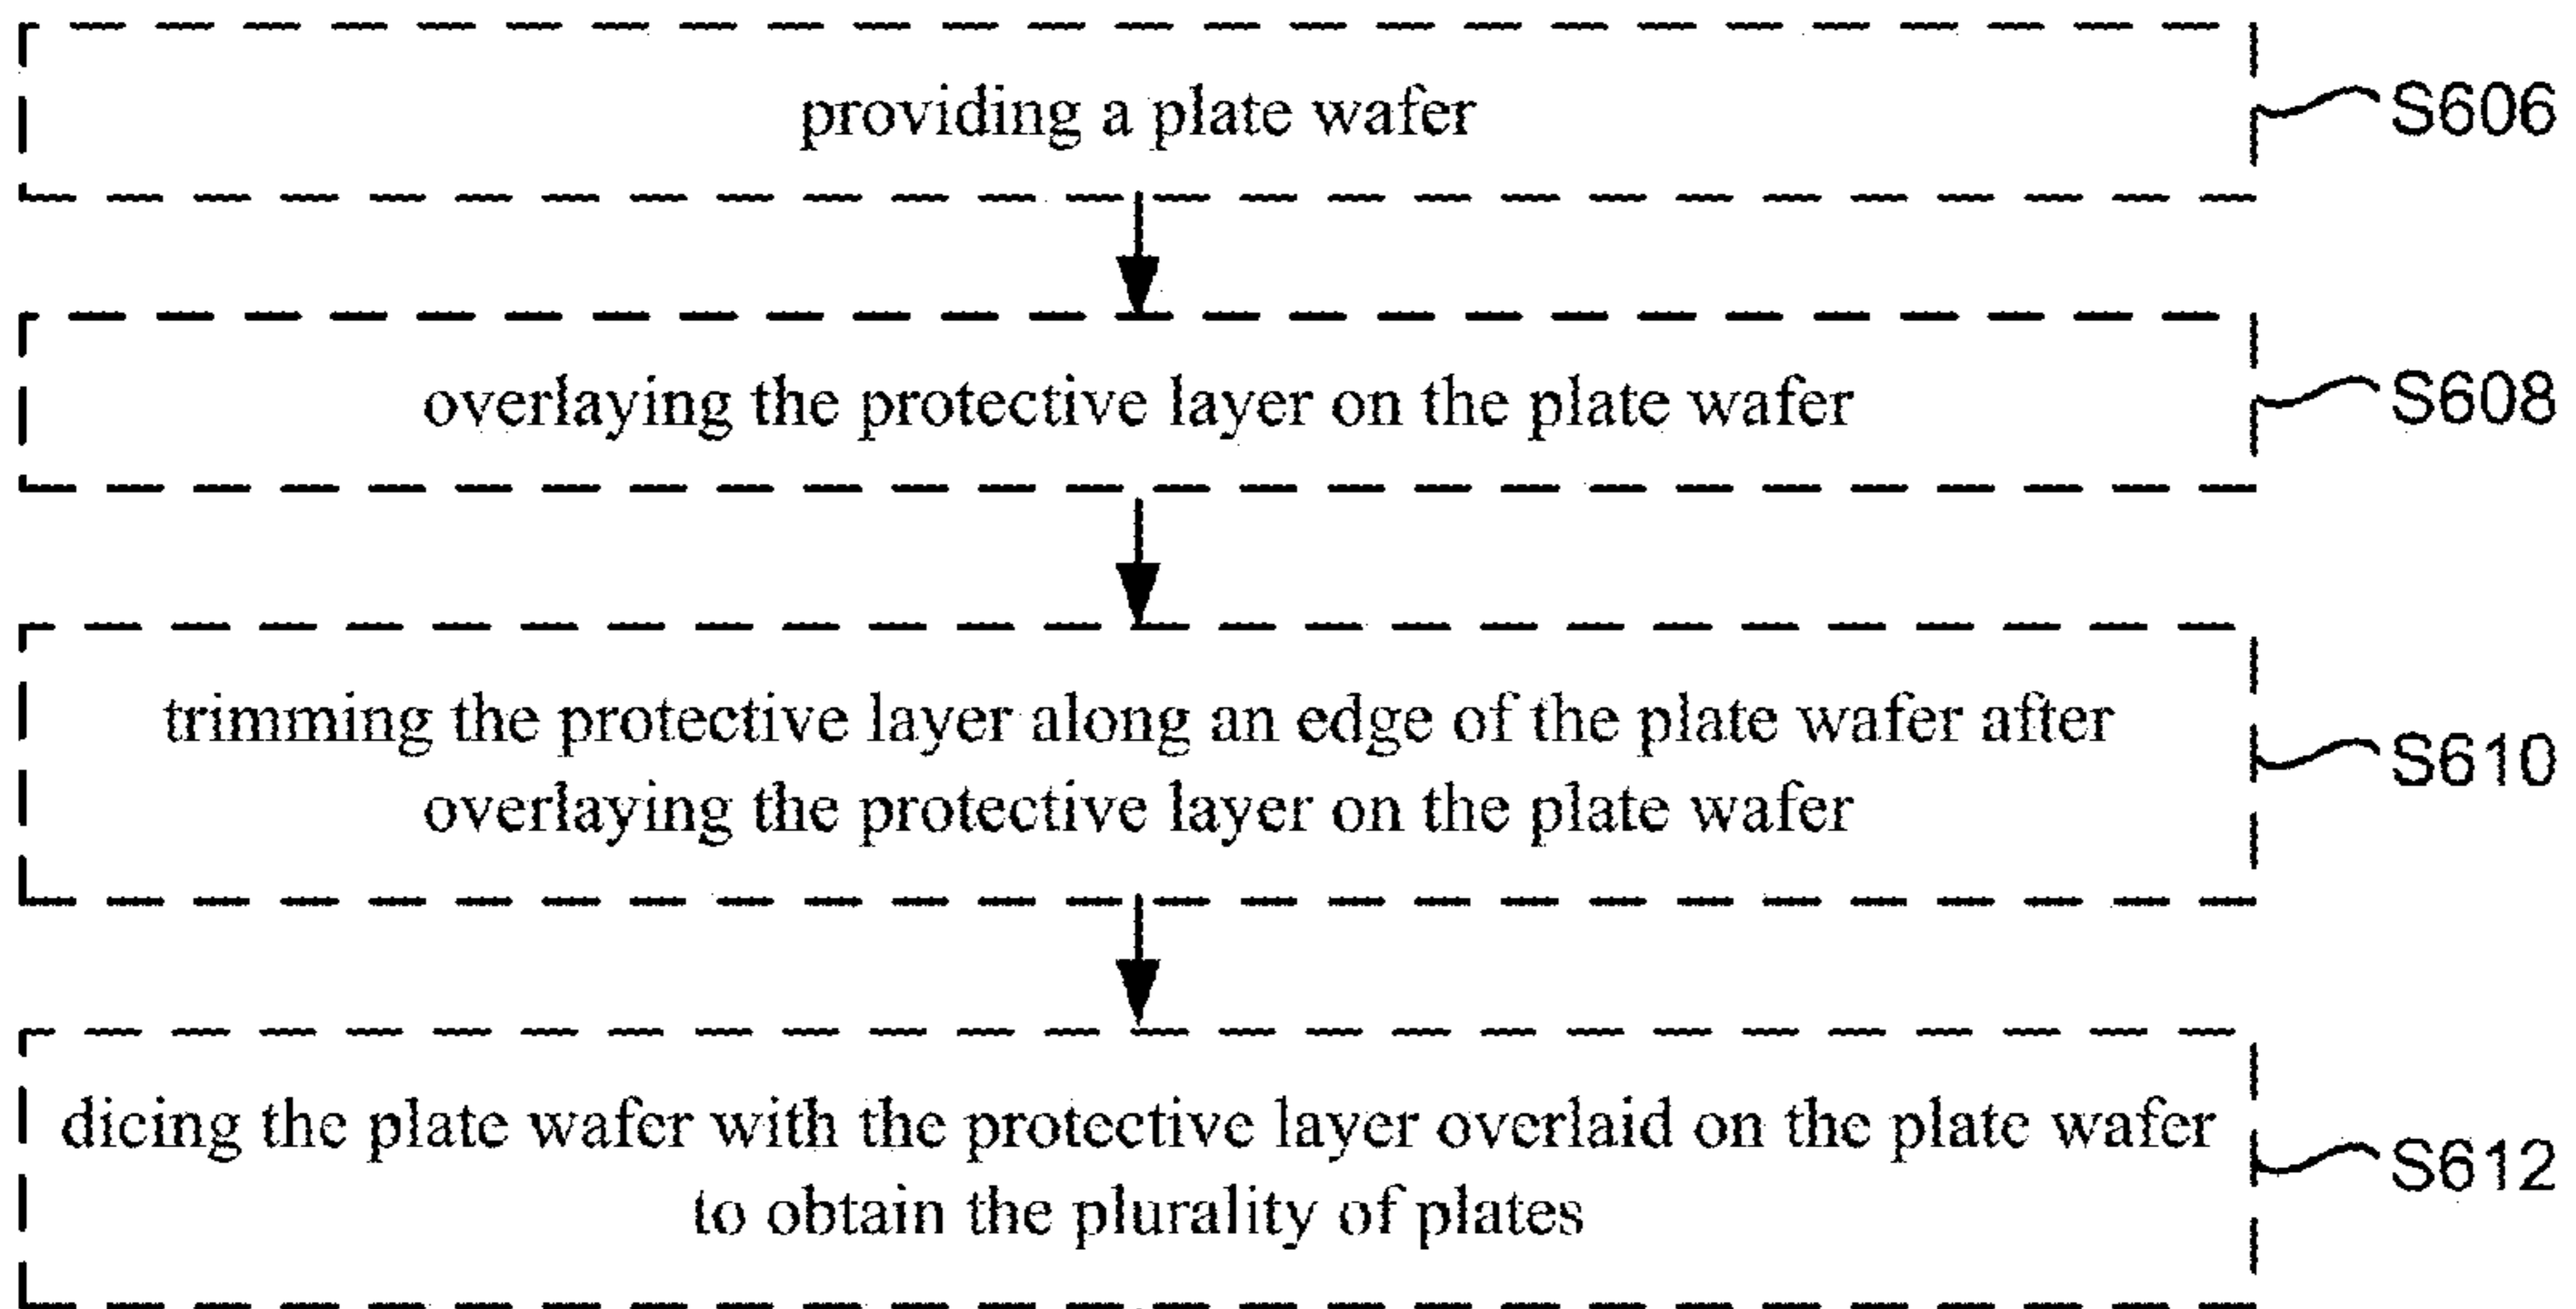 providing a plate wafer
S606
overlaying the protective layer on the plate wafer
S608
trimming the protective layer along an edge of the plate wafer after
overlaying the protective layer on the plate wafer
S610
dicing the plate wafer with the protective layer overlaid on the plate wafer
to obtain the plurality of plates
S612